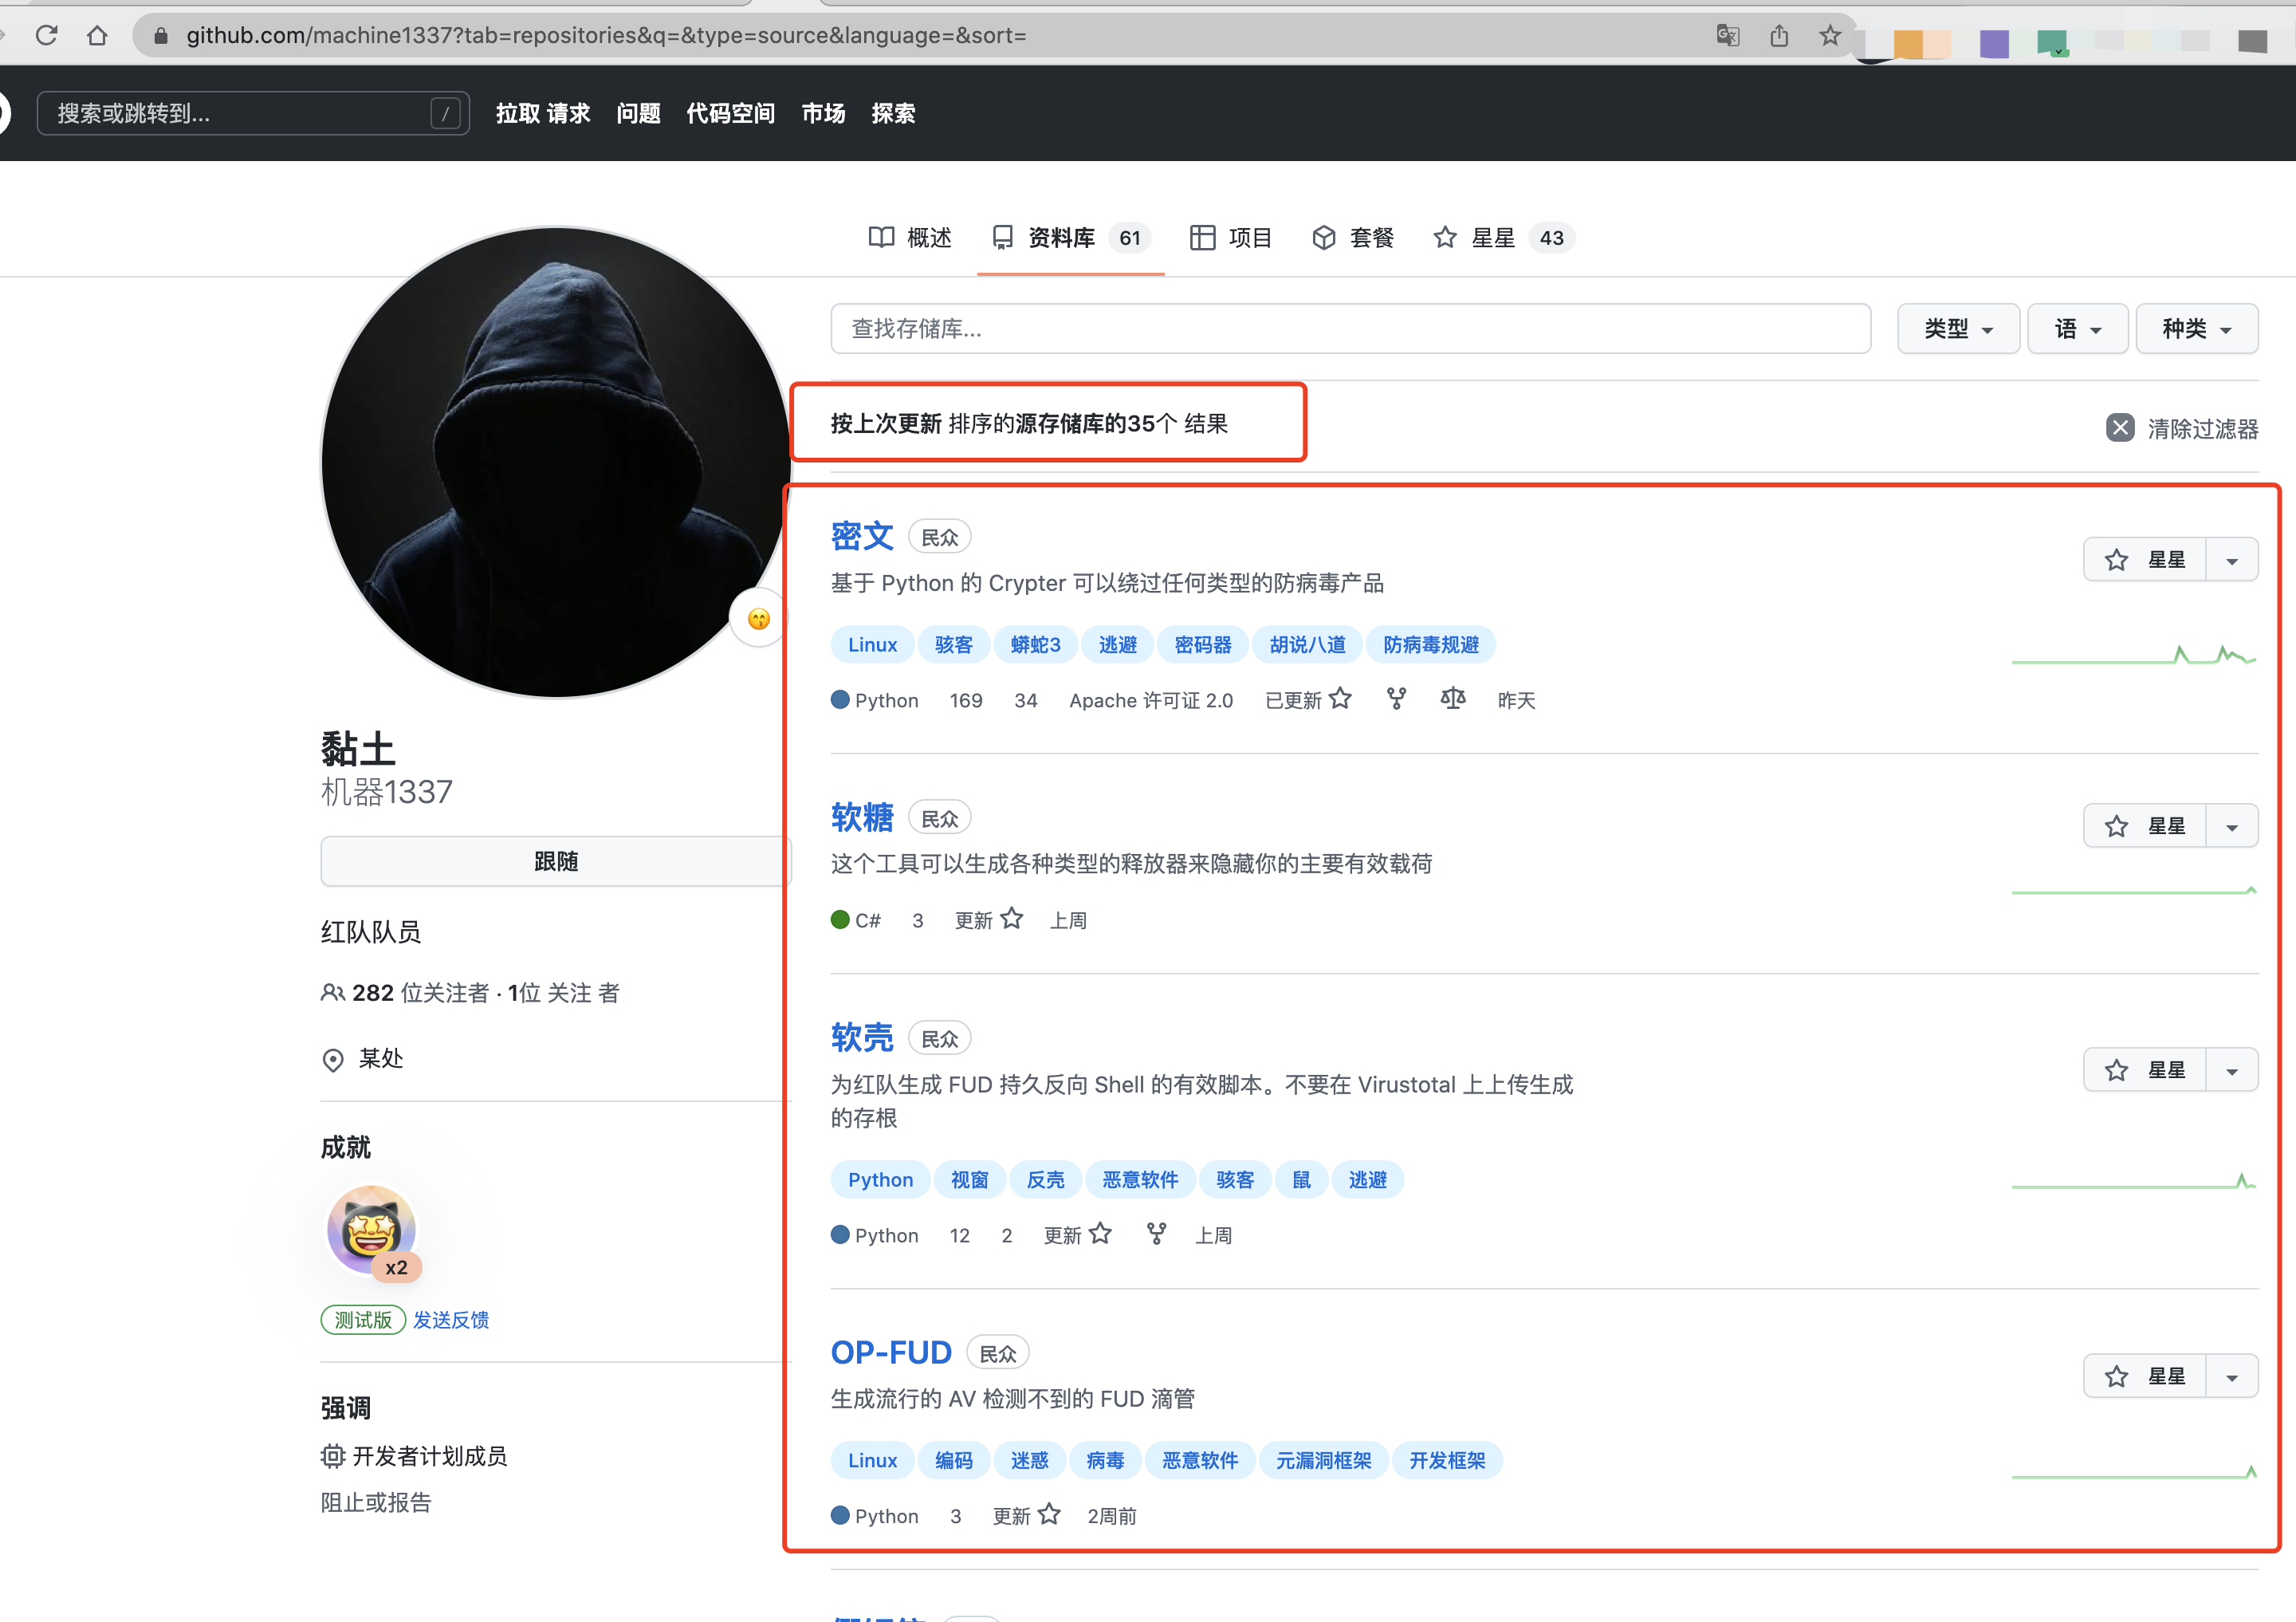 github.com/machine1337?tab=repositories&q=&type=source&language=&sort=
搜索或跳转到...
/
拉取 请求 问题 代码空间 市场 探索
概述 资料库 61 项目 套餐 星星 43
查找存储库...
类型 语 种类
按上次更新 排序的源存储库的35个 结果
清除过滤器
密文 民众
星星
基于 Python 的 Crypter 可以绕过任何类型的防病毒产品
Linux 骇客 蟒蛇3 逃避 密码器 胡说八道 防病毒规避
Python 169 34 Apache 许可证 2.0 已更新 昨天
黏土
机器1337
跟随
红队队员
282 位关注者 · 1位 关注 者
某处
成就
x2
测试版 发送反馈
强调
开发者计划成员
阻止或报告
软糖 民众
星星
这个工具可以生成各种类型的释放器来隐藏你的主要有效载荷
C# 3 更新 上周
软壳 民众
星星
为红队生成 FUD 持久反向 Shell 的有效脚本。不要在 Virustotal 上上传生成
的存根
Python 视窗 反壳 恶意软件 骇客 鼠 逃避
Python 12 2 更新 上周
OP-FUD 民众
星星
生成流行的 AV 检测不到的 FUD 滴管
Linux 编码 迷惑 病毒 恶意软件 元漏洞框架 开发框架
Python 3 更新 2周前